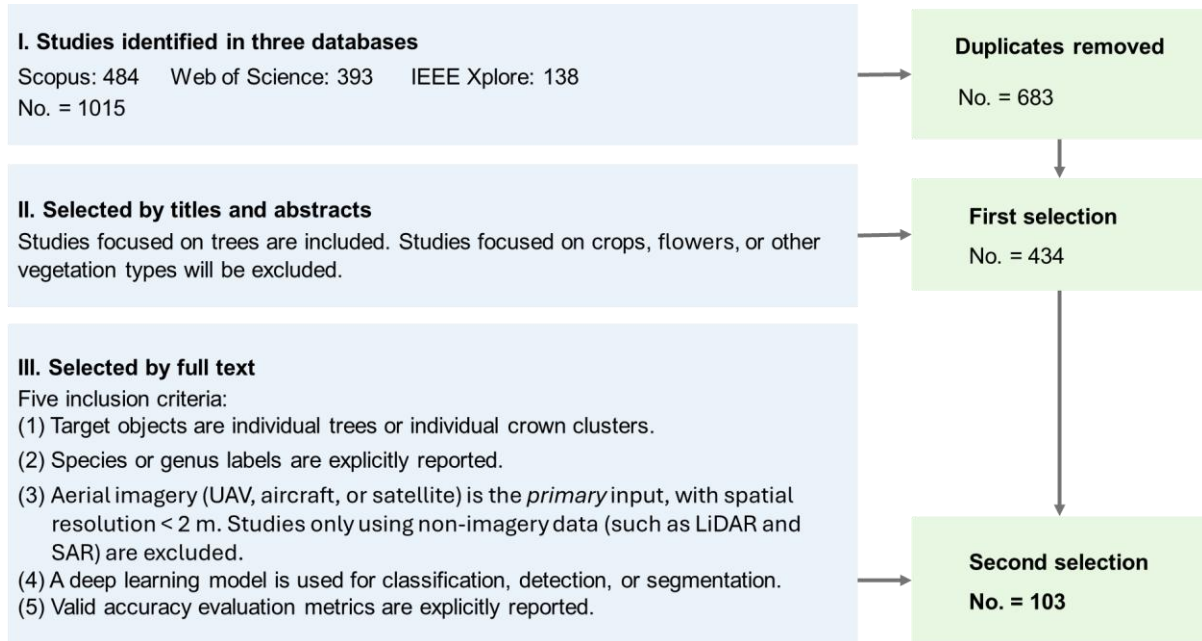 I. Studies identified in three databases
Scopus: 484 Web of Science: 393 IEEE Xplore: 138
No. = 1015
Duplicates removed
No. = 683
II. Selected by titles and abstracts
Studies focused on trees are included. Studies focused on crops, flowers, or other
vegetation types will be excluded.
First selection
No. = 434
III. Selected by full text
Five inclusion criteria:
(1) Target objects are individual trees or individual crown clusters.
(2) Species or genus labels are explicitly reported.
(3) Aerial imagery (UAV, aircraft, or satellite) is the primary input, with spatial
resolution < 2 m. Studies only using non-imagery data (such as LiDAR and
SAR) are excluded.
(4) A deep learning model is used for classification, detection, or segmentation.
(5) Valid accuracy evaluation metrics are explicitly reported.
Second selection
No. = 103